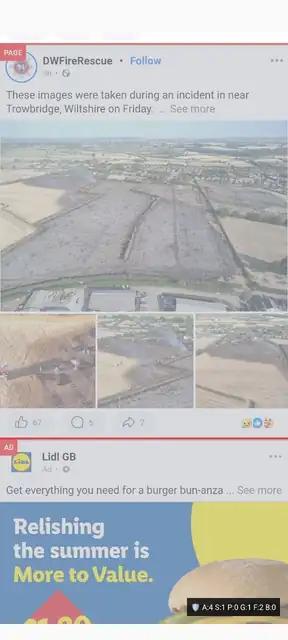 PAGE
DWFireRescue • Follow
These images were taken during an incident in near
Trowbridge, Wiltshire on Friday. ... See more
67 5 7
AD
Lidl GB
Ad •
Get everything you need for a burger bun-anza ... See more
Relishing
the summer is
More to Value.
A:4 S:1 P:0 G:1 F:2 B:0